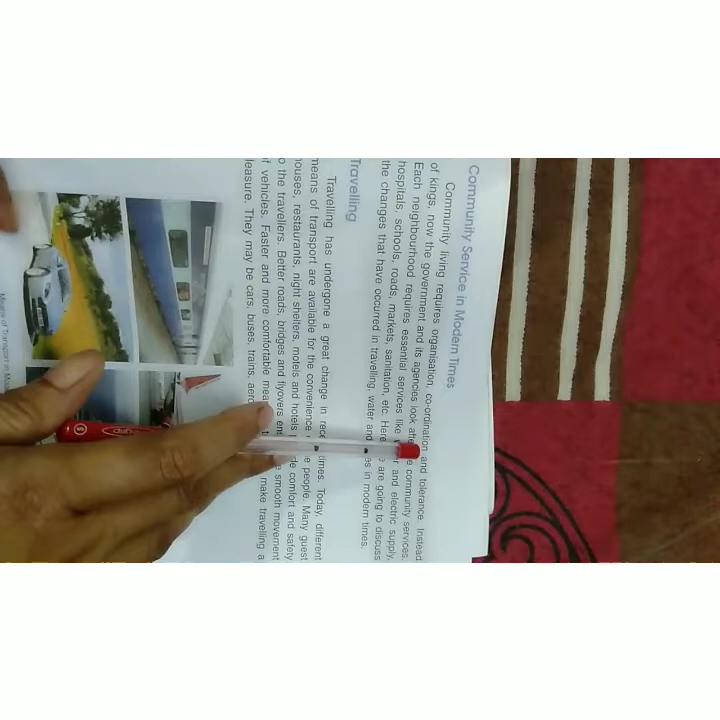 Community Service in Modern Times
Community living requires organisation, co-ordination and tolerance. Instead
of kings, now the government and its agencies look after community services.
Each neighbourhood requires essential services like and electric supply,
hospitals, schools, roads, markets, sanitation, etc. Here are going to discuss
the changes that have occurred in travelling, water and in modern times.
Travelling
Travelling has undergone a great change in times. Today, different
means of transport are available for the convenience people. Many guest
houses, restaurants, night shelters, motels and hotels comfort and safety
to the travellers. Better roads, bridges and flyovers smooth movement
of vehicles. Faster and more comfortable make travelling a
leasure. They may be cars, buses, trains,
Means of Transport in